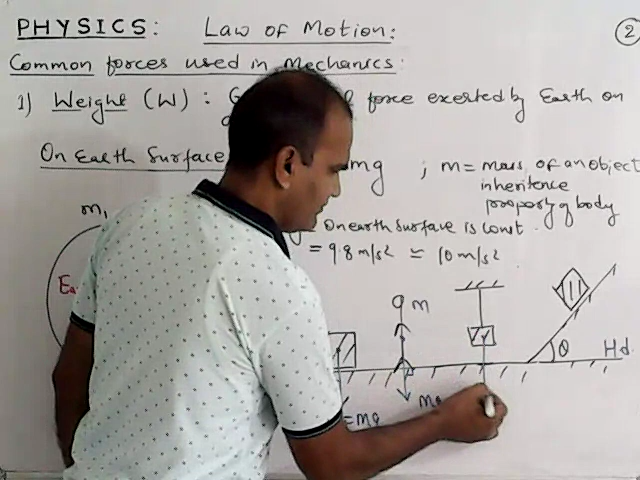 PHYSICS: Law of Motion:
2
Common forces used in Mechanics:
1) Weight (W) : force exerted by Earth on
On Earth Surface mg ; m = mass of an object
inheritence
property of body
m1
g On earth surface is const.
= 9.8 m/s² ≃ 10 m/s²
m
θ Hd.
=mg